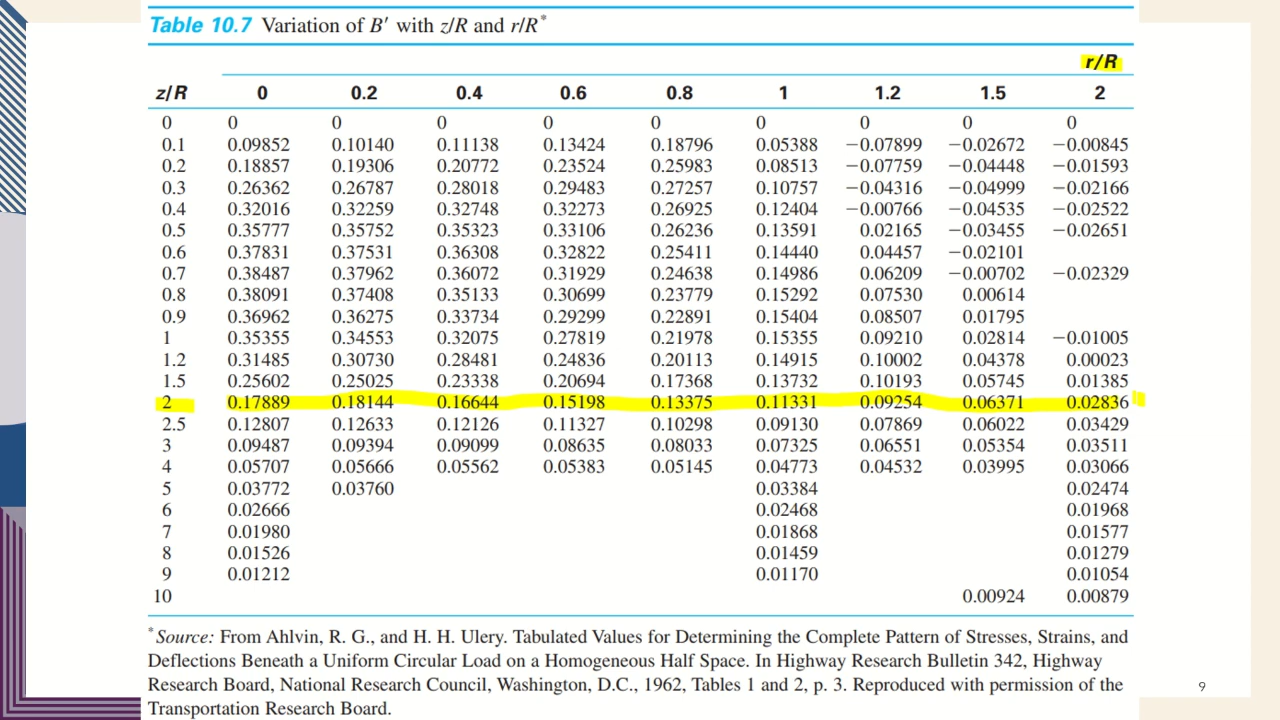 Table 10.7 Variation of B′ with z/R and r/R*
r/R
z/R 0 0.2 0.4 0.6 0.8 1 1.2 1.5 2
0 0 0 0 0 0 0 0 0 0
0.1 0.09852 0.10140 0.11138 0.13424 0.18796 0.05388 −0.07899 −0.02672 −0.00845
0.2 0.18857 0.19306 0.20772 0.23524 0.25983 0.08513 −0.07759 −0.04448 −0.01593
0.3 0.26362 0.26787 0.28018 0.29483 0.27257 0.10757 −0.04316 −0.04999 −0.02166
0.4 0.32016 0.32259 0.32748 0.32273 0.26925 0.12404 −0.00766 −0.04535 −0.02522
0.5 0.35777 0.35752 0.35323 0.33106 0.26236 0.13591 0.02165 −0.03455 −0.02651
0.6 0.37831 0.37531 0.36308 0.32822 0.25411 0.14440 0.04457 −0.02101
0.7 0.38487 0.37962 0.36072 0.31929 0.24638 0.14986 0.06209 −0.00702 −0.02329
0.8 0.38091 0.37408 0.35133 0.30699 0.23779 0.15292 0.07530 0.00614
0.9 0.36962 0.36275 0.33734 0.29299 0.22891 0.15404 0.08507 0.01795
1 0.35355 0.34553 0.32075 0.27819 0.21978 0.15355 0.09210 0.02814 −0.01005
1.2 0.31485 0.30730 0.28481 0.24836 0.20113 0.14915 0.10002 0.04378 0.00023
1.5 0.25602 0.25025 0.23338 0.20694 0.17368 0.13732 0.10193 0.05745 0.01385
2 0.17889 0.18144 0.16644 0.15198 0.13375 0.11331 0.09254 0.06371 0.02836
2.5 0.12807 0.12633 0.12126 0.11327 0.10298 0.09130 0.07869 0.06022 0.03429
3 0.09487 0.09394 0.09099 0.08635 0.08033 0.07325 0.06551 0.05354 0.03511
4 0.05707 0.05666 0.05562 0.05383 0.05145 0.04773 0.04532 0.03995 0.03066
5 0.03772 0.03760 0.03384 0.02474
6 0.02666 0.02468 0.01968
7 0.01980 0.01868 0.01577
8 0.01526 0.01459 0.01279
9 0.01212 0.01170 0.01054
10 0.00924 0.00879
*Source: From Ahlvin, R. G., and H. H. Ulery. Tabulated Values for Determining the Complete Pattern of Stresses, Strains, and
Deflections Beneath a Uniform Circular Load on a Homogeneous Half Space. In Highway Research Bulletin 342, Highway
Research Board, National Research Council, Washington, D.C., 1962, Tables 1 and 2, p. 3. Reproduced with permission of the
Transportation Research Board.
9